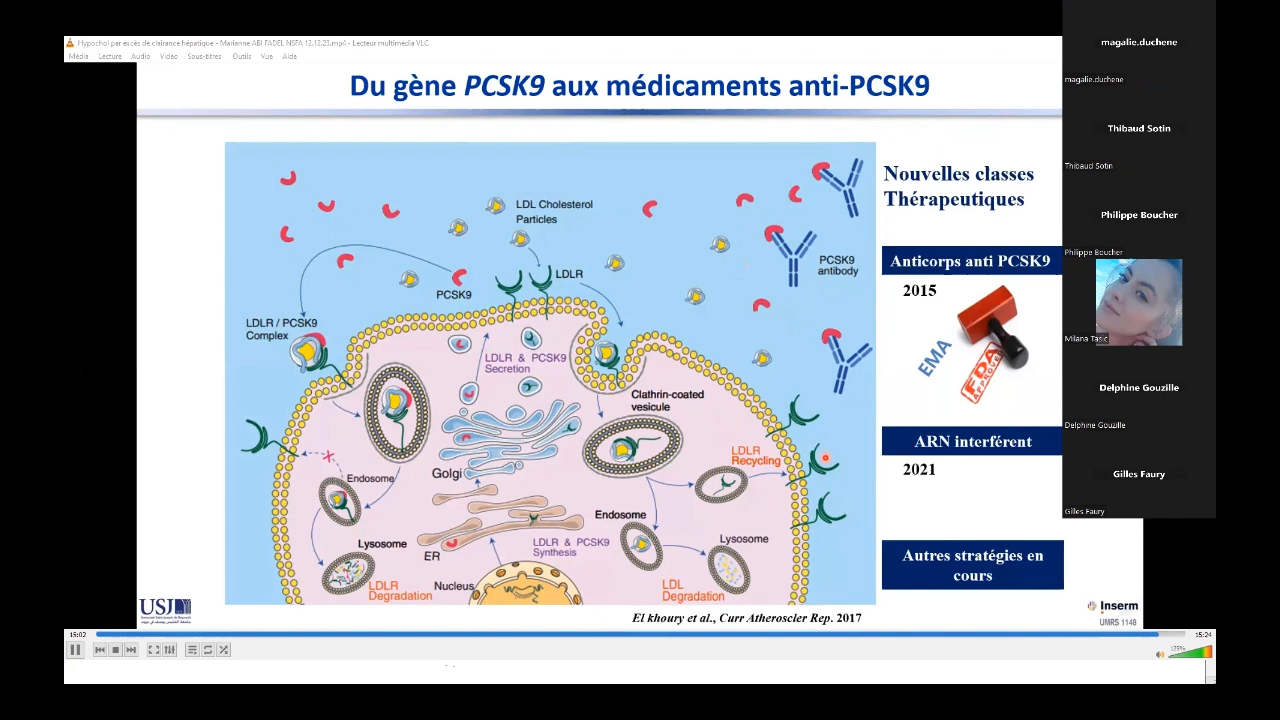 Hypochol par excès de clairance hépatique - Marianne ABI FADEL NSFA 12.12.23.mp4 - Lecteur multimédia VLC
Média Lecture Audio Vidéo Sous-titres Outils Vue Aide
Du gène PCSK9 aux médicaments anti-PCSK9
LDL Cholesterol
Particles
LDLR
PCSK9
PCSK9
antibody
LDLR / PCSK9
Complex
LDLR & PCSK9
Secretion
Clathrin-coated
vesicule
LDLR
Recycling
Golgi
Endosome
Endosome
Lysosome
ER
LDLR & PCSK9
Synthesis
Lysosome
LDLR
Degradation
Nucleus
LDL
Degradation
Nouvelles classes
Thérapeutiques
Anticorps anti PCSK9
2015
EMA
FDA
APPROVED
ARN interférent
2021
Autres stratégies en
cours
USJ
El khoury et al., Curr Atheroscler Rep. 2017
Inserm
UMRS 1148
15:02
15:24
175%
magalie.duchene
magalie.duchene
Thibaud Sotin
Thibaud Sotin
Philippe Boucher
Philippe Boucher
Milana Tasic
Delphine Gouzille
Delphine Gouzille
Gilles Faury
Gilles Faury